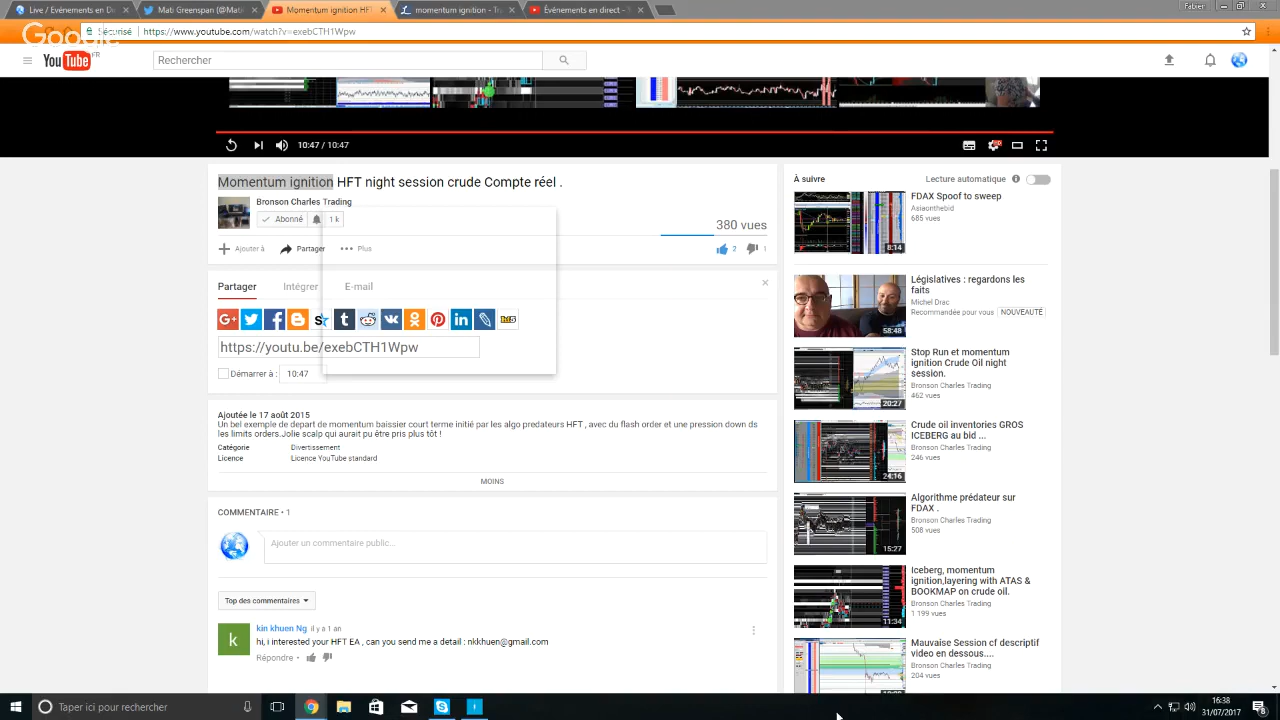 Live / Événements en Di
Twitter Matt Greenspan (@Mati
Momentum ignition HFT
momentum ignition - Tra
Événements en direct -
Fabien
Google
Sécurisé
https://www.youtube.com/watch?v=exebCTH1Wpw
YouTube FR
Rechercher
10:47 / 10:47
HD
Momentum ignition HFT night session crude Compte réel .
Bronson Charles Trading
Abonné 1 k
380 vues
Ajouter à Partager Plus
2 1
Partager Intégrer E-mail
https://youtu.be/exebCTH1Wpw
Démarrer à : 10:47
Ajoutée le 17 août 2015
Un bel exemple de depart de momentum baissier court terme initié par les algo predateurs HFT , avec du flash order et une pression down ds
les limits orders.Jolie scalp qui aurait pu être pris plus tôt !
Catégorie Divertissement
Licence Licence YouTube standard
MOINS
COMMENTAIRE • 1
Ajouter un commentaire public...
Top des commentaires
k
kin khuen Ng il y a 1 an
hi, i interested your HFT EA , can you send me a detail : nkkhuen@gmail.com
Répondre •
À suivre
Lecture automatique
FDAX Spoof to sweep
Asiaonthebid
685 vues
8:14
Législatives : regardons les
faits
Michel Drac
Recommandée pour vous NOUVEAUTÉ
58:48
Stop Run et momentum
ignition Crude Oil night
session.
Bronson Charles Trading
462 vues
20:27
Crude oil inventories GROS
ICEBERG au bid ...
Bronson Charles Trading
246 vues
24:16
Algorithme prédateur sur
FDAX .
Bronson Charles Trading
508 vues
15:27
Iceberg, momentum
ignition,layering with ATAS &
BOOKMAP on crude oil.
Bronson Charles Trading
1 199 vues
11:34
Mauvaise Session cf descriptif
video en dessous....
Bronson Charles Trading
204 vues
Taper ici pour rechercher
16:38
31/07/2017